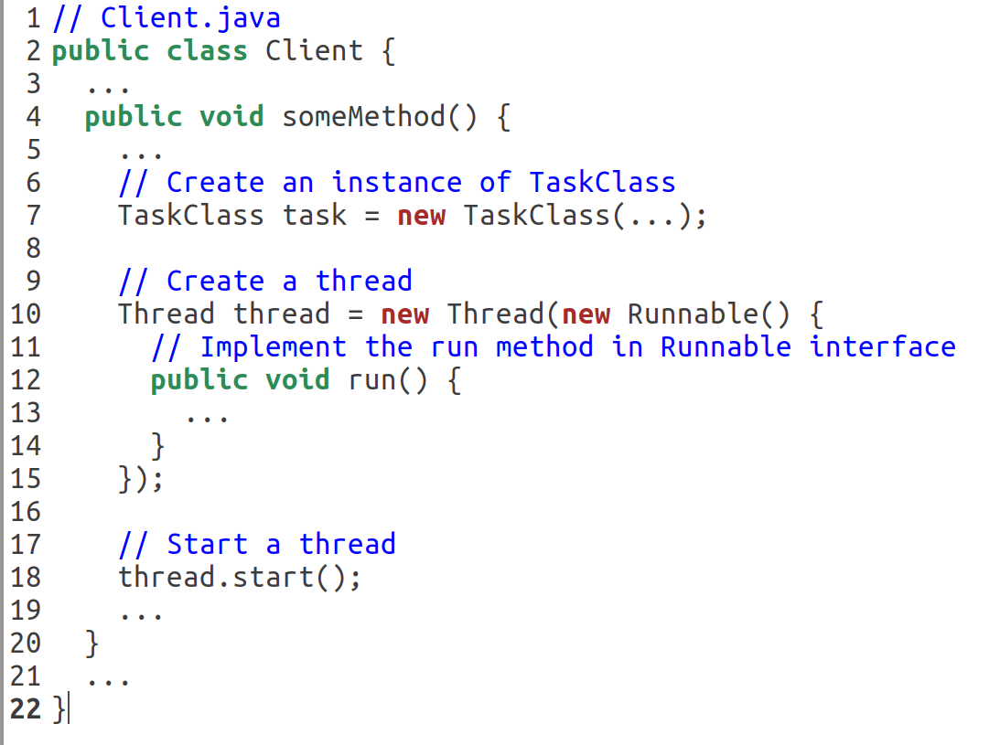 1 // Client.java
2 public class Client {
3   ...
4   public void someMethod() {
5     ...
6     // Create an instance of TaskClass
7     TaskClass task = new TaskClass(...);
8
9     // Create a thread
10     Thread thread = new Thread(new Runnable() {
11       // Implement the run method in Runnable interface
12       public void run() {
13         ...
14       }
15     });
16
17     // Start a thread
18     thread.start();
19     ...
20   }
21   ...
22 }